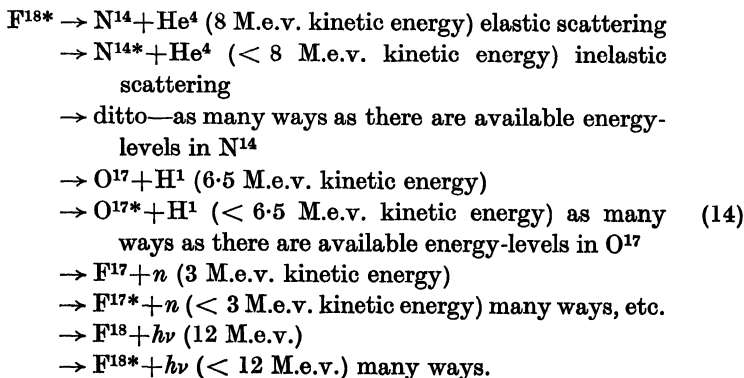 F¹⁸* → N¹⁴+He⁴ (8 M.e.v. kinetic energy) elastic scattering
→ N¹⁴*+He⁴ (< 8 M.e.v. kinetic energy) inelastic
scattering
→ ditto—as many ways as there are available energy-
levels in N¹⁴
→ O¹⁷+H¹ (6·5 M.e.v. kinetic energy)
→ O¹⁷*+H¹ (< 6·5 M.e.v. kinetic energy) as many (14)
ways as there are available energy-levels in O¹⁷
→ F¹⁷+n (3 M.e.v. kinetic energy)
→ F¹⁷*+n (< 3 M.e.v. kinetic energy) many ways, etc.
→ F¹⁸+hν (12 M.e.v.)
→ F¹⁸*+hν (< 12 M.e.v.) many ways.